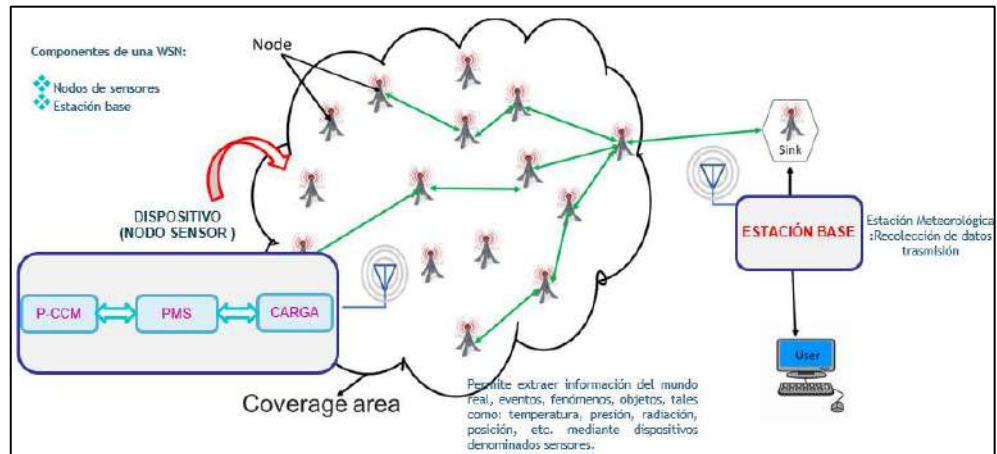 Componentes de una WSN:
Nodos de sensores
Estación base
Node
DISPOSITIVO
(NODO SENSOR )
P-CCM
PMS
CARGA
Coverage area
Permite extraer información del mundo
real, eventos, fenómenos, objetos, tales
como: temperatura, presión, radiación,
posición, etc. mediante dispositivos
denominados sensores.
Sink
ESTACIÓN BASE
Estación Meteorológica
:Recolección de datos
trasmisión
User